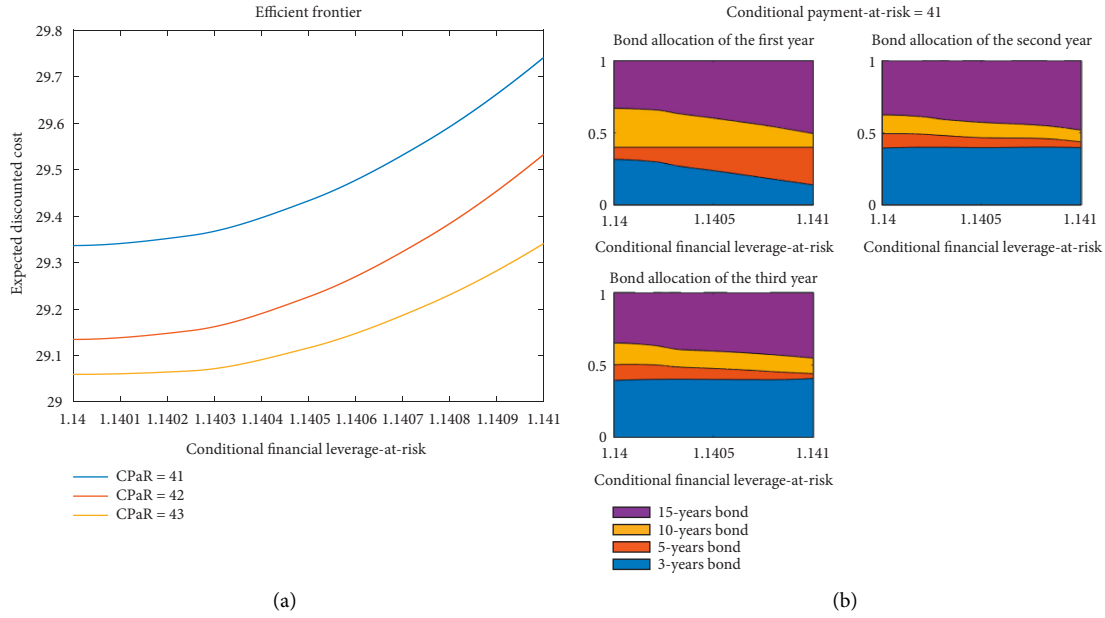 Efficient frontier
29.8
29.7
29.6
29.5
29.4
29.3
29.2
29.1
29
Expected discounted cost
1.14 1.1401 1.1402 1.1403 1.1404 1.1405 1.1406 1.1407 1.1408 1.1409 1.141
Conditional financial leverage-at-risk
CPaR = 41
CPaR = 42
CPaR = 43
(a)
Conditional payment-at-risk = 41
Bond allocation of the first year
1
0.5
0
1.14 1.1405 1.141
Conditional financial leverage-at-risk
Bond allocation of the second year
1
0.5
0
1.14 1.1405 1.141
Conditional financial leverage-at-risk
Bond allocation of the third year
1
0.5
0
1.14 1.1405 1.141
Conditional financial leverage-at-risk
15-years bond
10-years bond
5-years bond
3-years bond
(b)